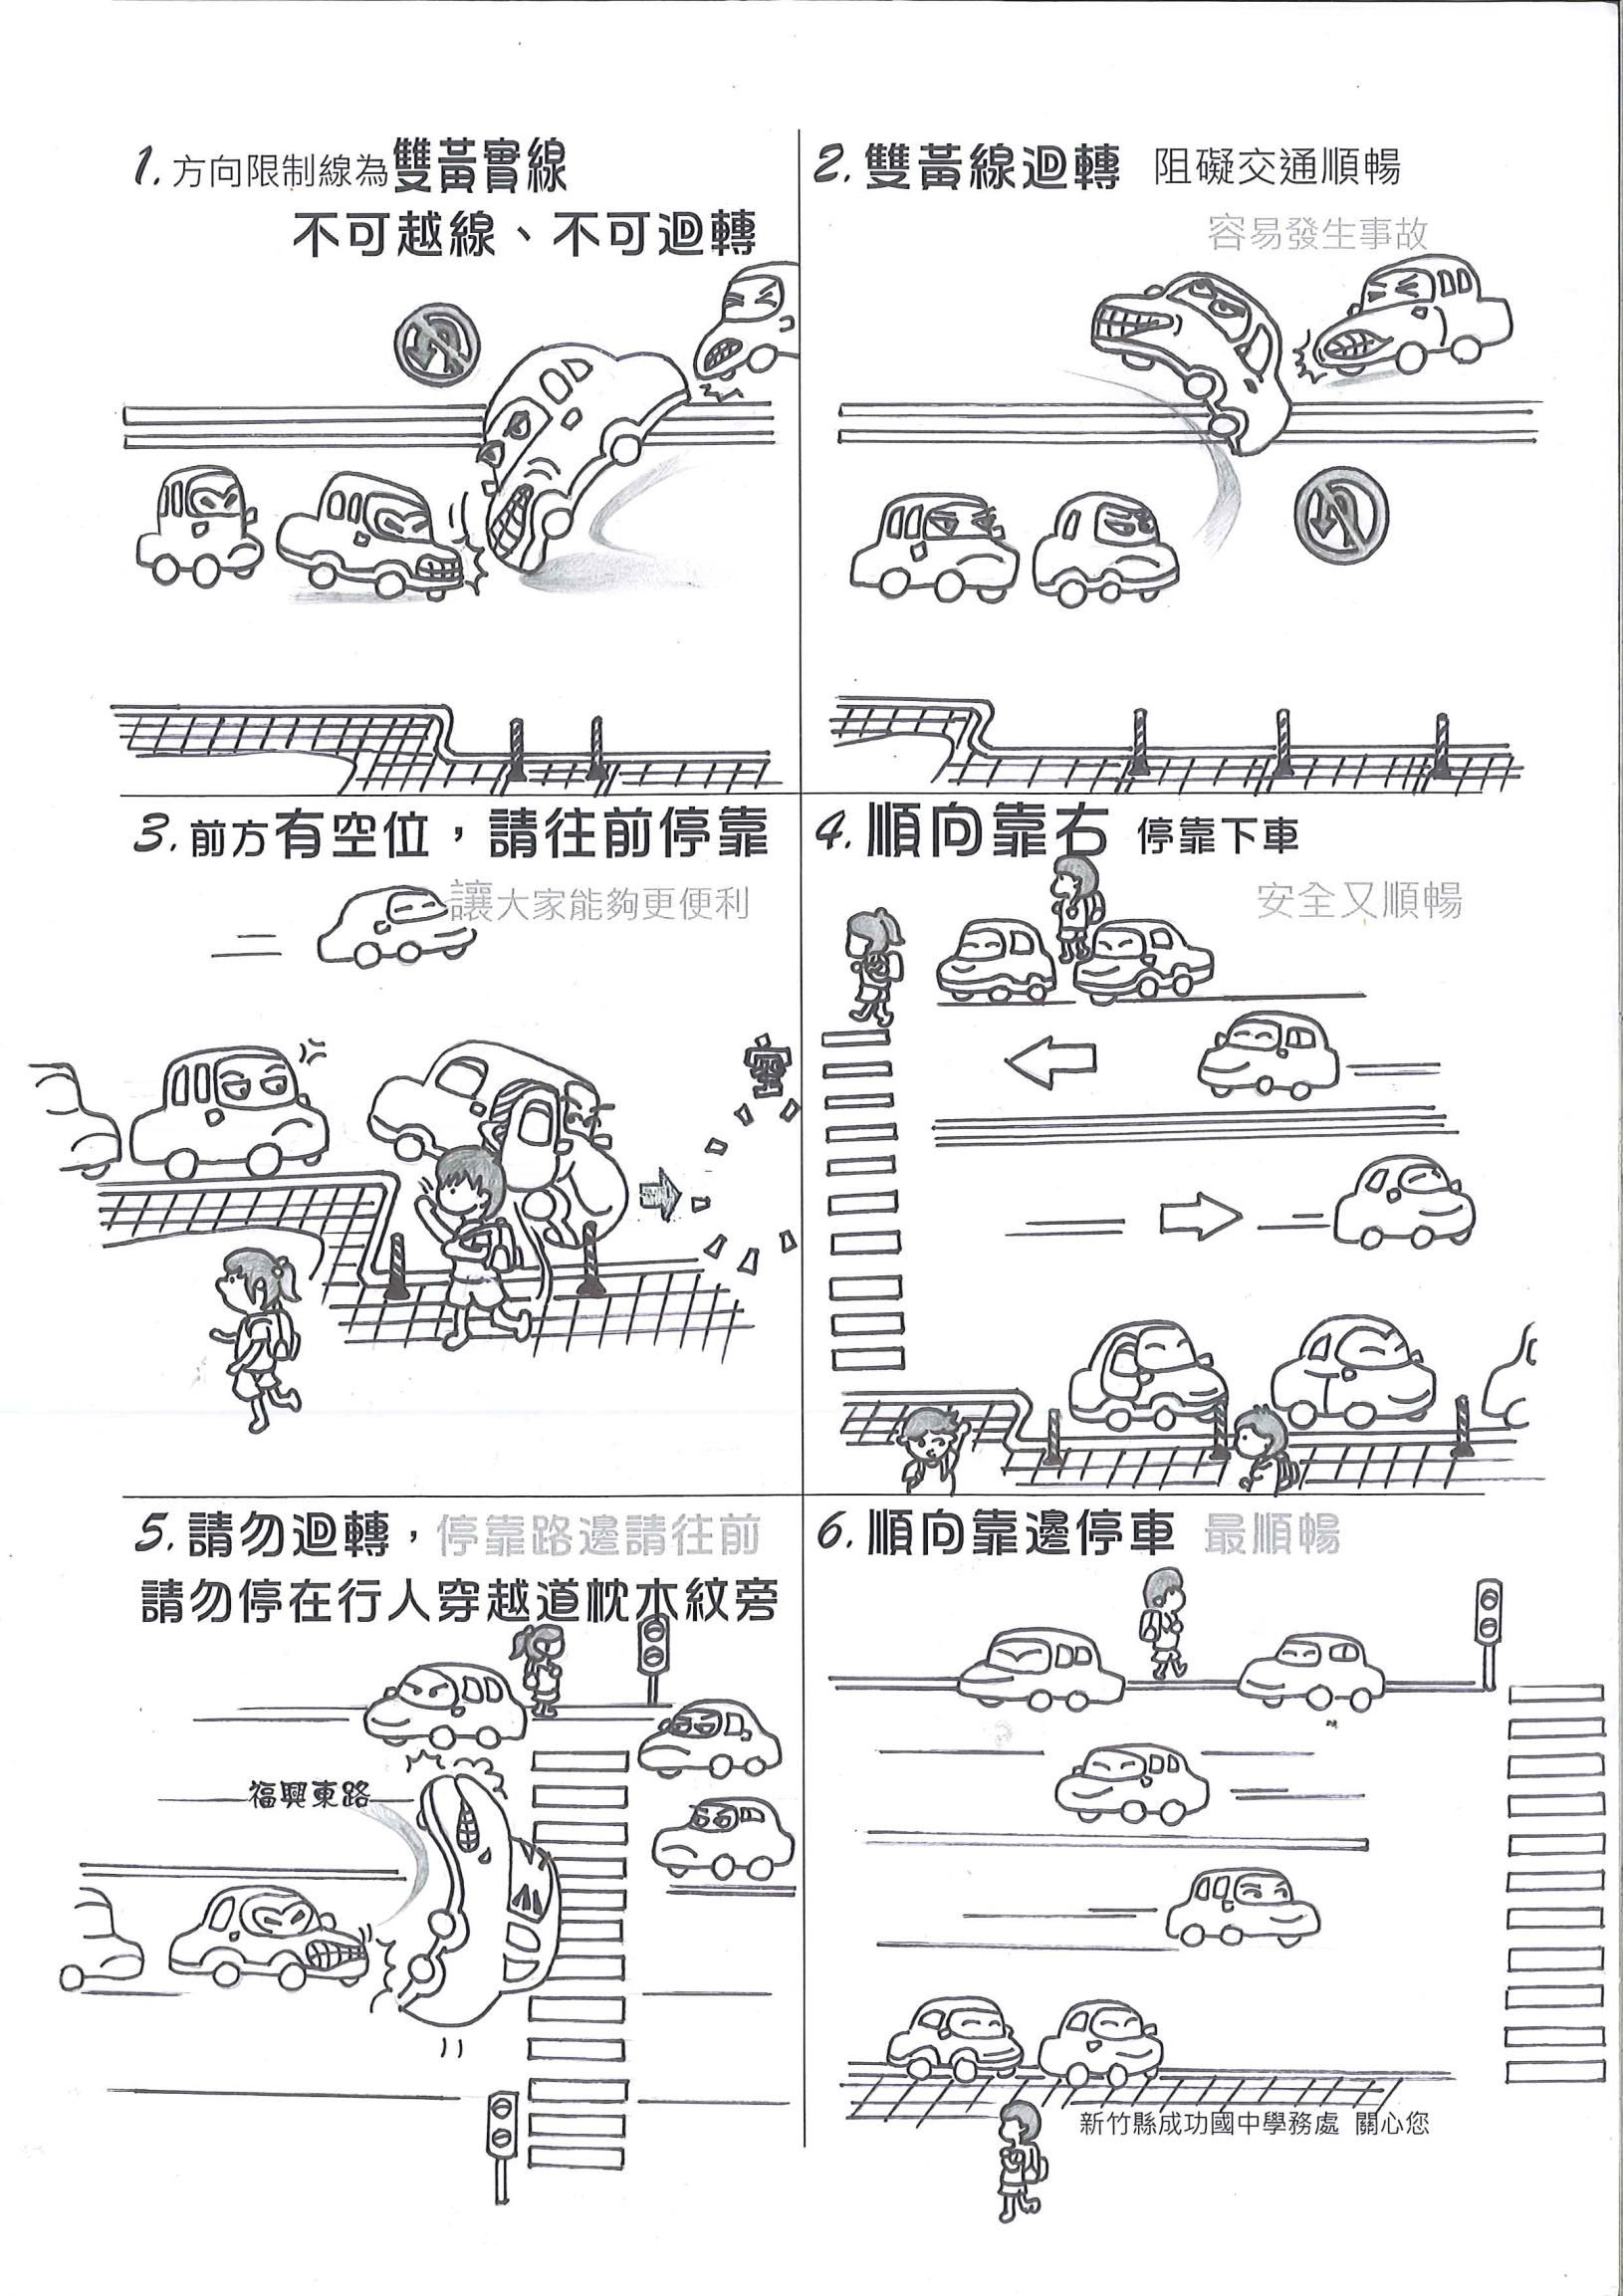 1. 方向限制線為雙黃實線
不可越線、不可迴轉
2. 雙黃線迴轉 阻礙交通順暢
容易發生事故
3. 前方有空位，請往前停靠
讓大家能夠更便利
空
4. 順向靠右 停靠下車
安全又順暢
5. 請勿迴轉，停靠路邊請往前
請勿停在行人穿越道枕木紋旁
福興東路
6. 順向靠邊停車 最順暢
新竹縣成功國中學務處 關心您